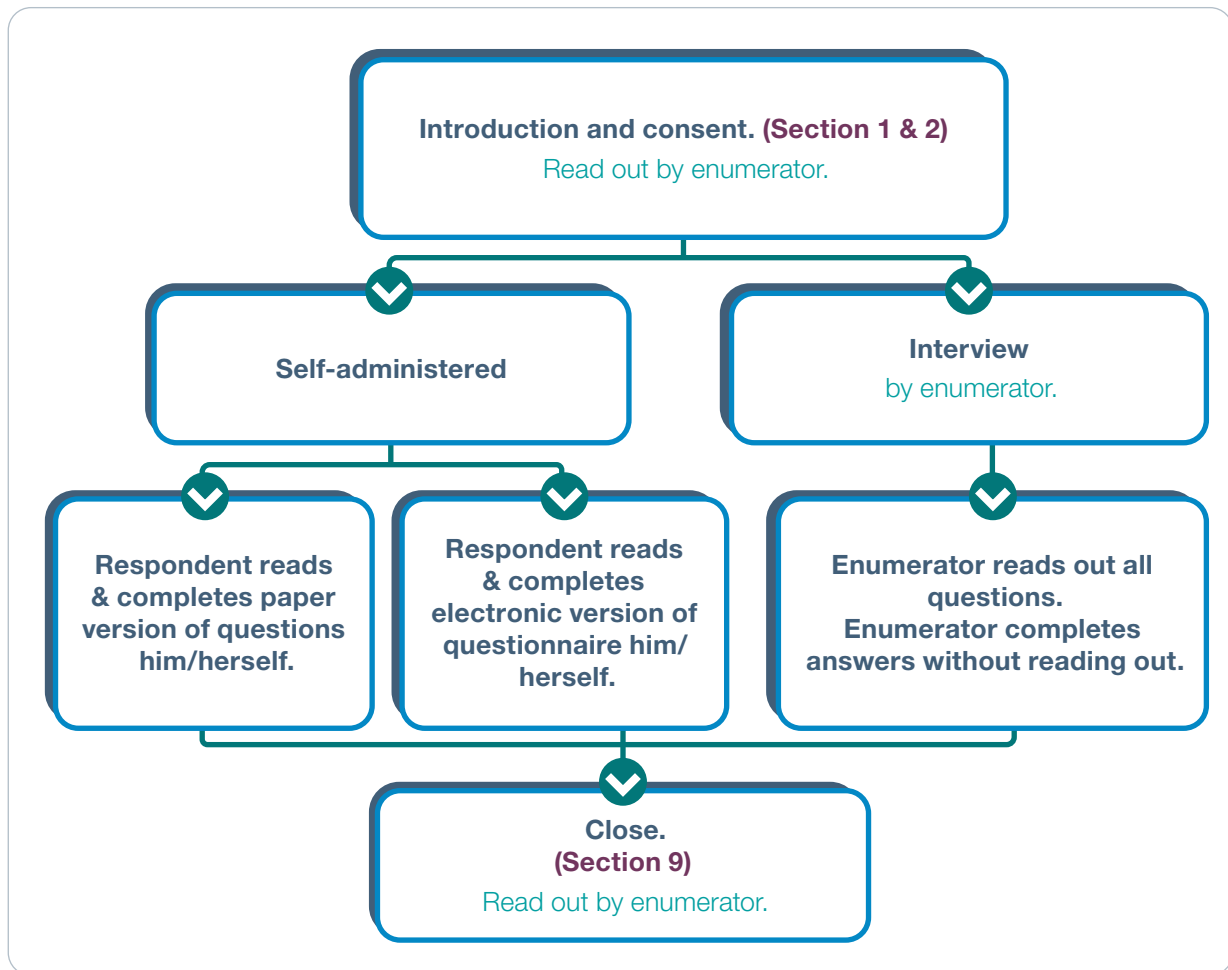 Introduction and consent. (Section 1 & 2)
Read out by enumerator.
Self-administered
Interview
by enumerator.
Respondent reads
& completes paper
version of questions
him/herself.
Respondent reads
& completes
electronic version of
questionnaire him/
herself.
Enumerator reads out all
questions.
Enumerator completes
answers without reading out.
Close.
(Section 9)
Read out by enumerator.